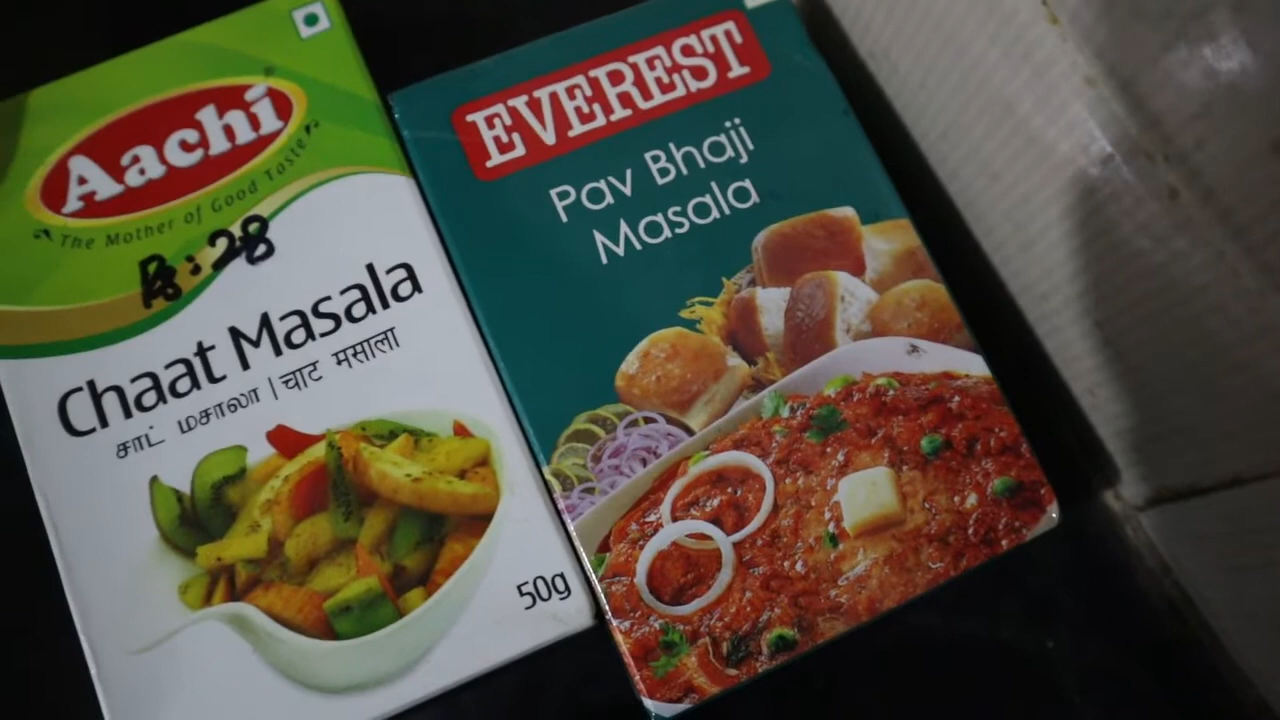 Aachi
The Mother of Good Taste
Rs: 28
Chaat Masala
சாட் மசாலா | चाट मसाला
50g
EVEREST
Pav Bhaji
Masala